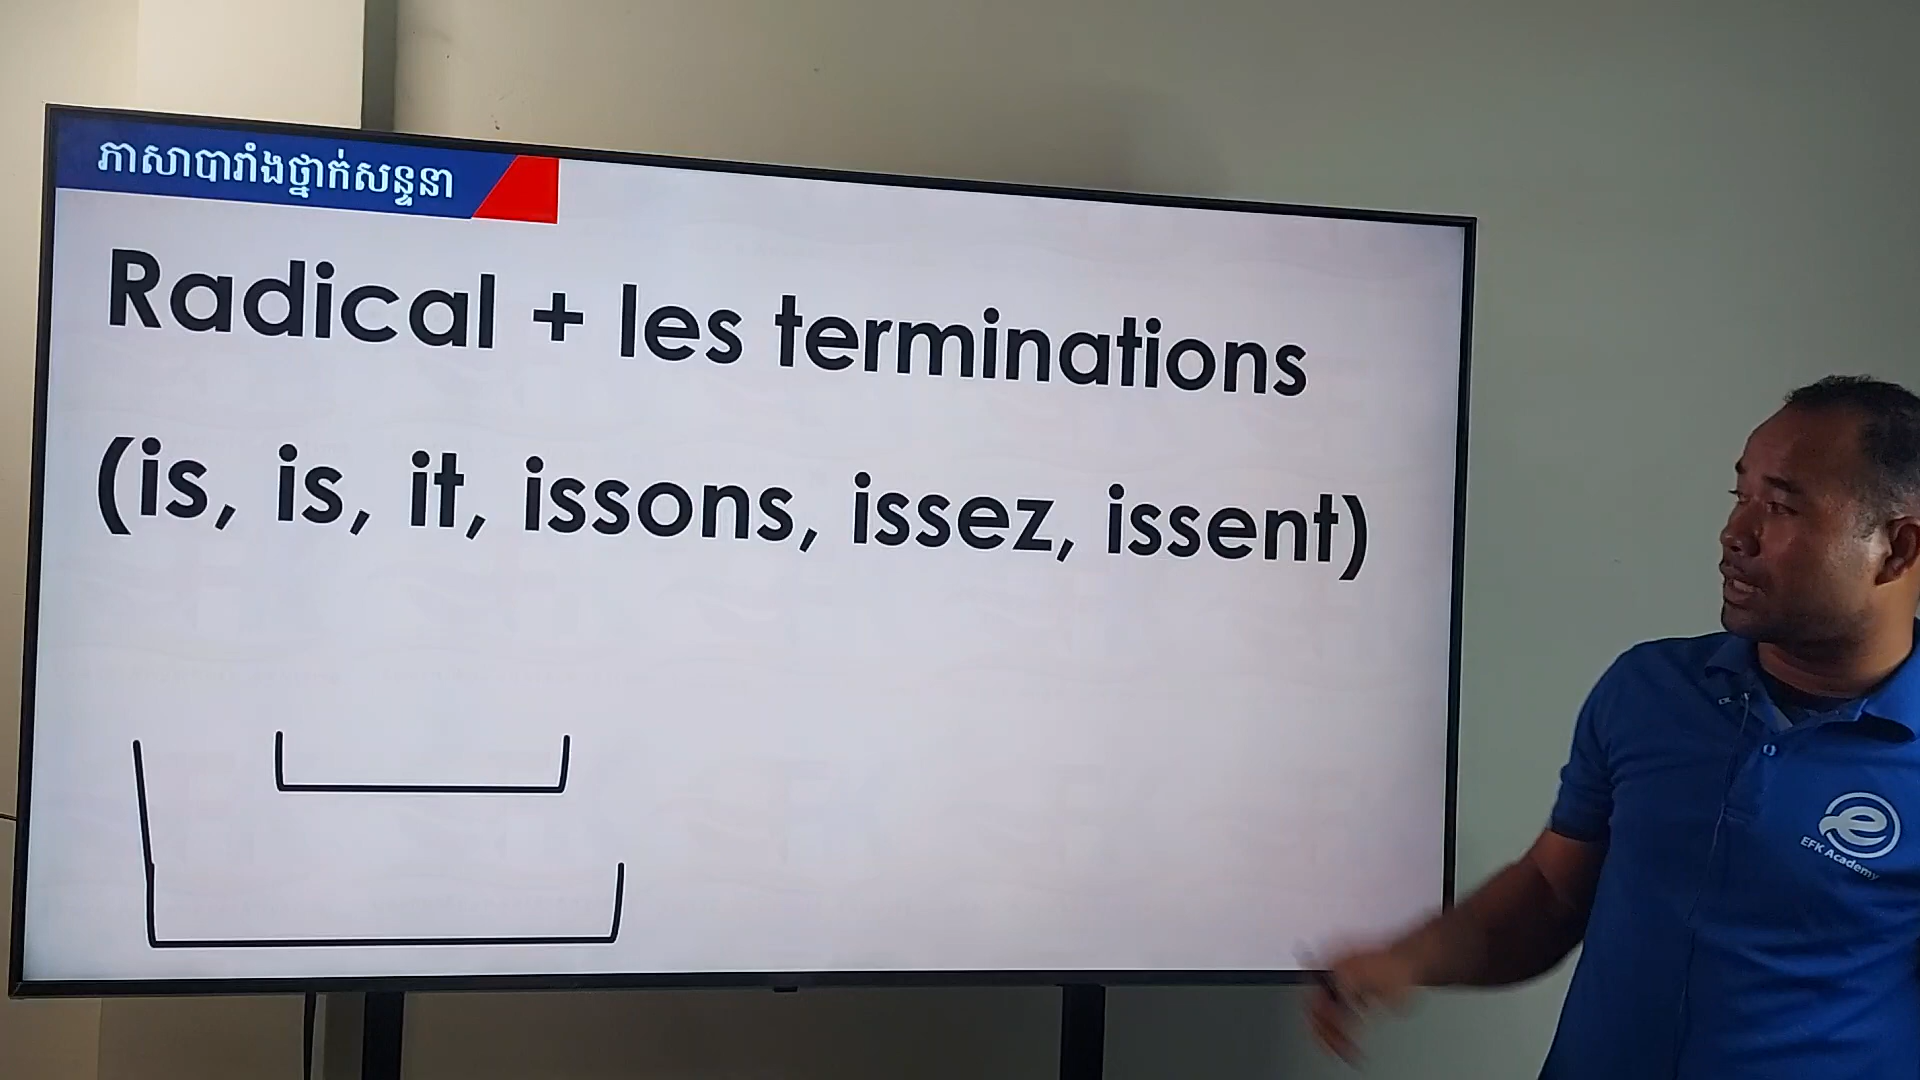 ភាសាបារាំងថ្នាក់សន្ទនា
Radical + les terminations
(is, is, it, issons, issez, issent)
e
EFK Academy